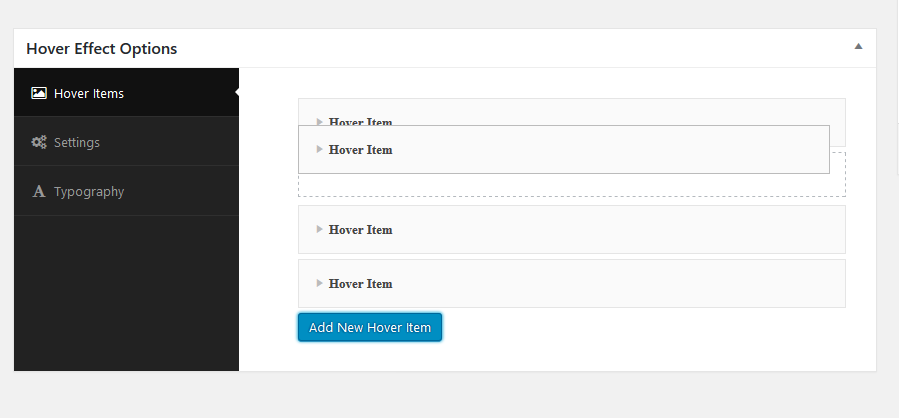 Hover Effect Options
Hover Items
Settings
Typography
Hover Item
Hover Item
Hover Item
Hover Item
Add New Hover Item